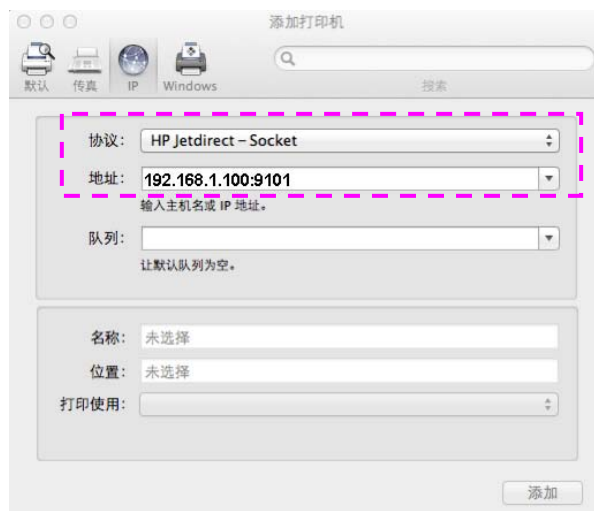 添加打印机
默认 传真 IP Windows 搜索
协议: HP Jetdirect – Socket
地址: 192.168.1.100:9101
输入主机名或 IP 地址。
队列:
让默认队列为空。
名称: 未选择
位置: 未选择
打印使用:
添加